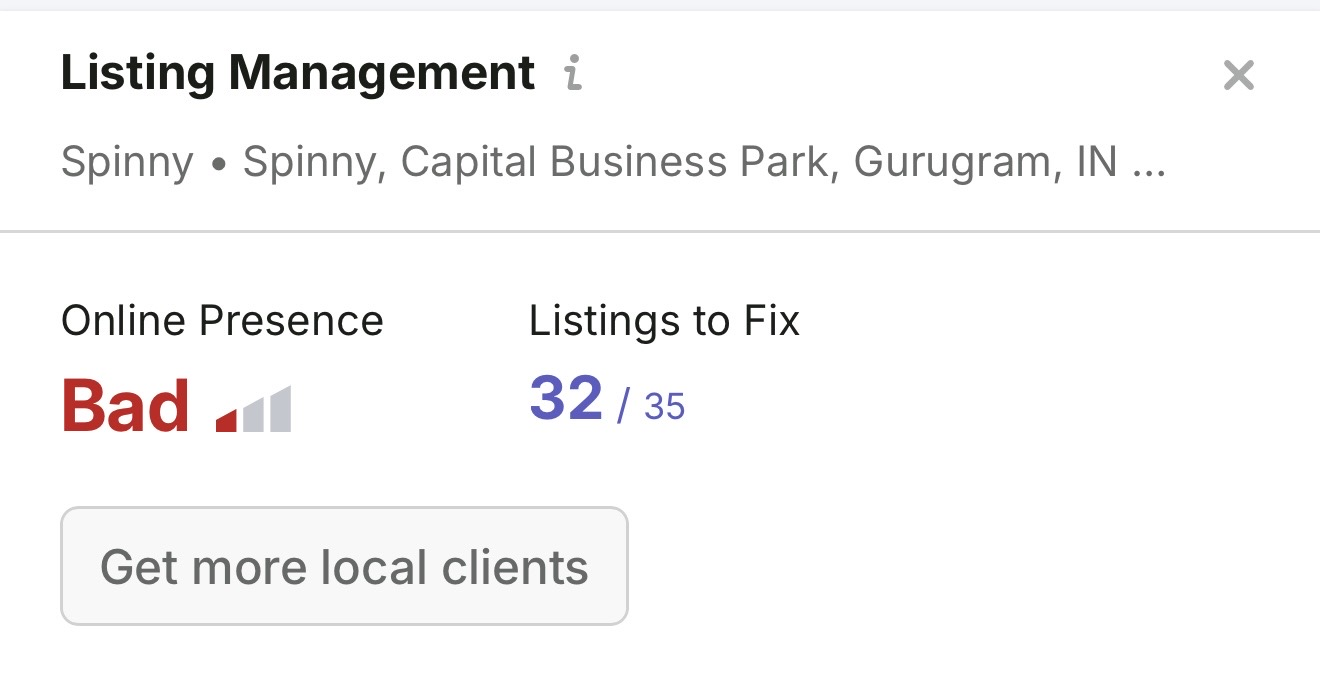 Listing Management i
Spinny • Spinny, Capital Business Park, Gurugram, IN ...
Online Presence
Listings to Fix
Bad
32 / 35
Get more local clients